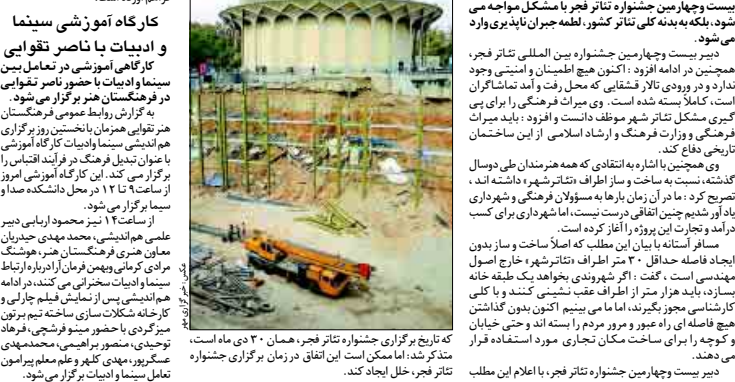 بیست وچهارمین جشنواره تئاتر فجر با مشکل مواجه می
شود، بلکه به بدنه کلی تئاتر کشور، لطمه جبران ناپذیری وارد
می شود.
دبیر بیست وچهارمین جشنواره بین المللی تئاتر فجر،
همچنین در ادامه افزود : اکنون هیچ اطمینان و امنیتی وجود
ندارد و در ورودی تالار قشقایی که محل رفت و آمد تماشاگران
است، کاملاً بسته شده است. وی میراث فرهنگی را برای پی
گیری مشکل تئاتر شهر موظف دانست و افزود : باید میراث
فرهنگی و وزارت فرهنگ و ارشاد اسلامی از این ساختمان
تاریخی دفاع کند.
وی همچنین با اشاره به انتقادی که همه هنرمندان طی دوسال
گذشته، نسبت به ساخت و ساز اطراف «تئاترشهر» داشته اند ،
تصریح کرد : ما در آن زمان بارها به مسؤولان فرهنگی و شهرداری
یاد آور شدیم چنین اتفاقی درست نیست، اما شهرداری برای کسب
درآمد و تجارت این پروژه را آغاز کرده است.
مسافر آستانه با بیان این مطلب که اصلاً ساخت و ساز بدون
ایجاد فاصله حداقل ۳۰ متر اطراف «تئاترشهر» خارج اصول
مهندسی است ، گفت : اگر شهروندی بخواهد یک طبقه خانه
بسازد، باید هزار متر از اطراف عقب نشینی کنند و با کلی
کارشناسی مجوز بگیرند، اما ما می بینیم اکنون بدون گذاشتن
هیچ فاصله ای راه عبور و مرور مردم را بسته اند و حتی خیابان
و کوچه را برای ساخت مکان تجاری مورد استفاده قرار
می دهند.
دبیر بیست وچهارمین جشنواره تئاتر فجر، با اعلام این مطلب
عکس: خبرگزاری مهر
که تاریخ برگزاری جشنواره تئاتر فجر، همان ۳۰ دی ماه است،
متذکر شد: اما ممکن است این اتفاق در زمان برگزاری جشنواره
تئاتر فجر، خلل ایجاد کند.
کارگاه آموزشی سینما
و ادبیات با ناصر تقوایی
کارگاهی آموزشی در تعامل بین
سینما و ادبیات با حضور ناصر تقوایی
در فرهنگستان هنر برگزار می شود.
به گزارش روابط عمومی فرهنگستان
هنر تقوایی همزمان با نخستین روز برگزاری
هم اندیشی سینما وادبیات کارگاه آموزشی
با عنوان تبدیل فرهنگ در فرآیند اقتباس را
برگزار می کند. این کارگاه آموزشی امروز
از ساعت ۹ تا ۱۲ در محل دانشکده صدا و
سیما برگزار می شود.
از ساعت ۱۴ نیز محمود اربابی دبیر
علمی هم اندیشی، محمد مهدی حیدریان
معاون هنری فرهنگستان هنر، هوشنگ
مرادی کرمانی وبهمن فرمان آرا درباره ارتباط
سینما و ادبیات سخنرانی می کنند، در ادامه
هم اندیشی پس از نمایش فیلم چارلی و
کارخانه شکلات سازی ساخته تیم برتون
میزگردی با حضور مینو فرشچی، فرهاد
توحیدی، منصور براهیمی، محمدمهدی
عسگرپور، مهدی کلهر و علم معلم پیرامون
تعامل سینما و ادبیات برگزار می شود.